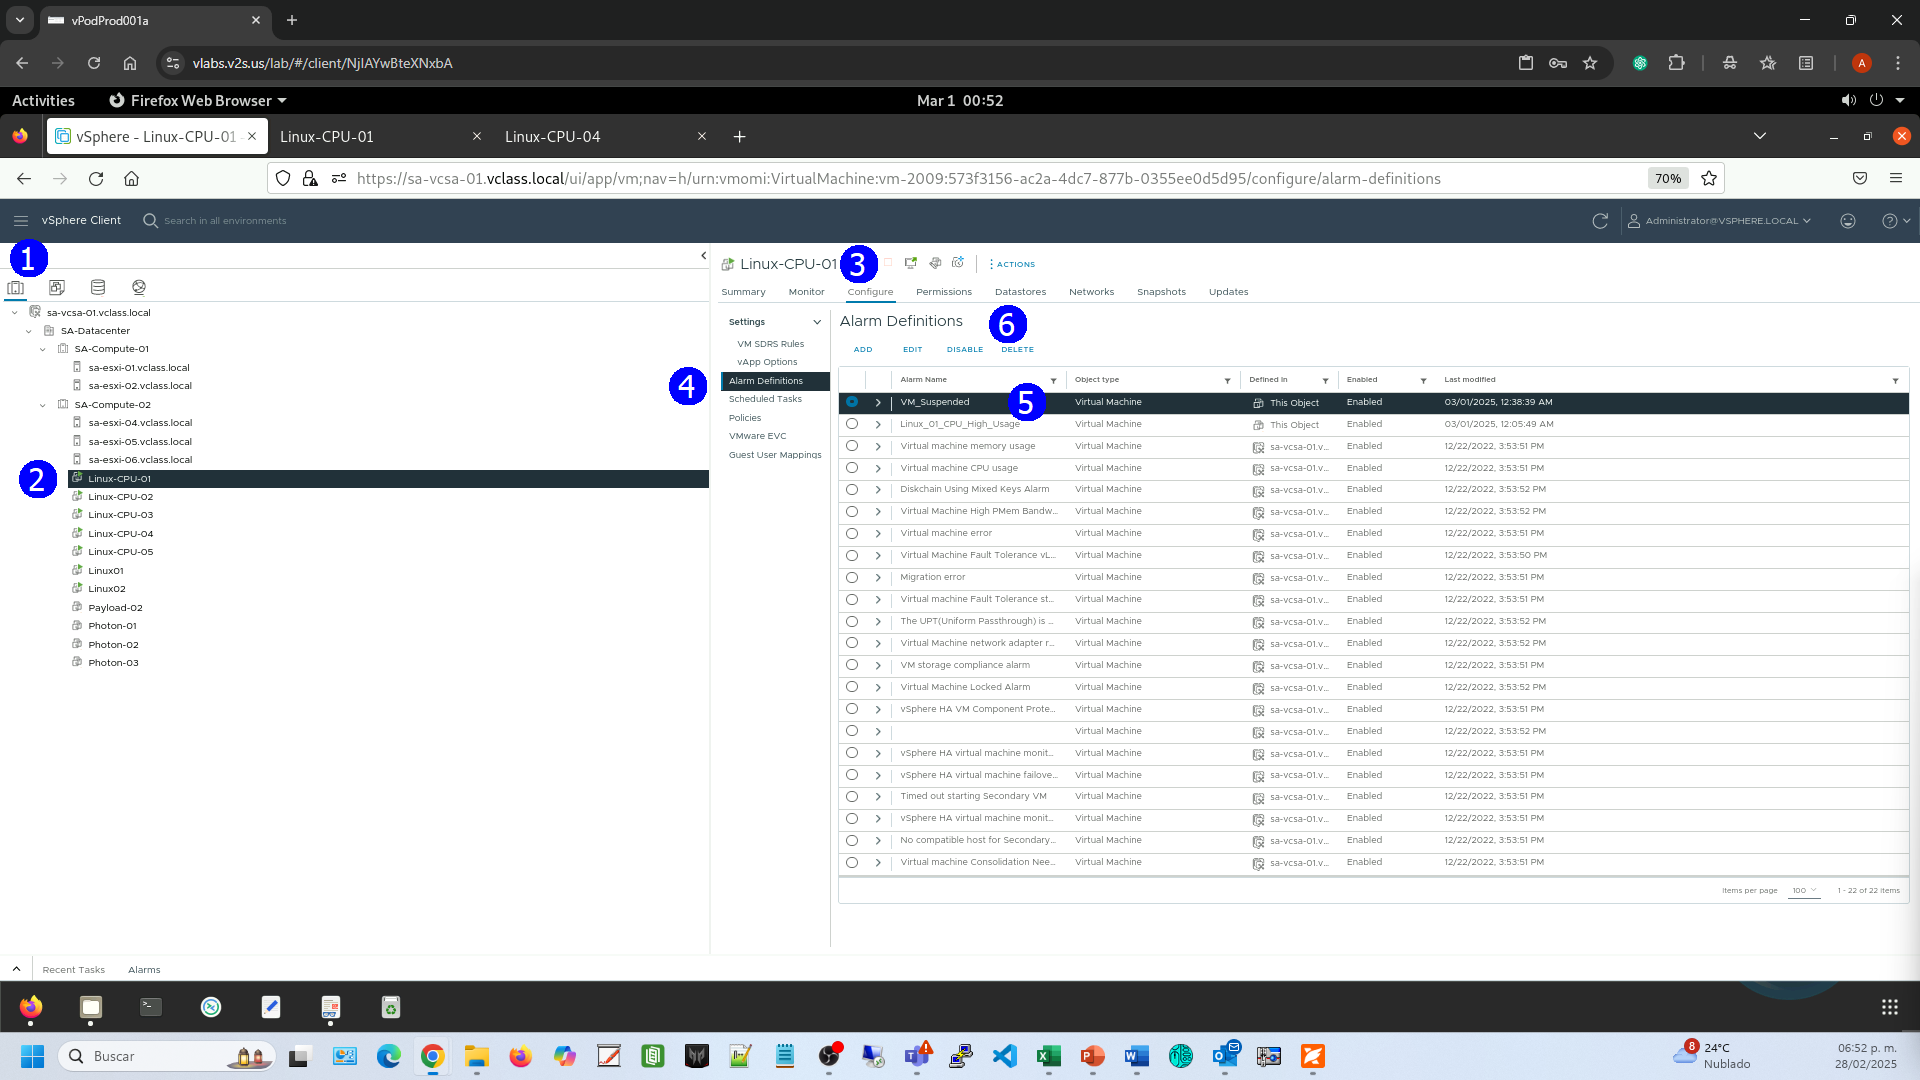 vPodProd001a
vlabs.v2s.us/lab/#/client/NjlAYwBteXNxbA
A
Activities
Firefox Web Browser
Mar 1 00:52
vSphere - Linux-CPU-01 -
Linux-CPU-01
Linux-CPU-04
https://sa-vcsa-01.vclass.local/ui/app/vm;nav=h/urn:vmomi:VirtualMachine:vm-2009:573f3156-ac2a-4dc7-877b-0355ee0d5d95/configure/alarm-definitions
70%
vSphere Client
Search in all environments
Administrator@VSPHERE.LOCAL
1
sa-vcsa-01.vclass.local
SA-Datacenter
SA-Compute-01
sa-esxi-01.vclass.local
sa-esxi-02.vclass.local
SA-Compute-02
sa-esxi-04.vclass.local
sa-esxi-05.vclass.local
sa-esxi-06.vclass.local
2
Linux-CPU-01
Linux-CPU-02
Linux-CPU-03
Linux-CPU-04
Linux-CPU-05
Linux01
Linux02
Payload-02
Photon-01
Photon-02
Photon-03
Linux-CPU-01
3
ACTIONS
Summary Monitor Configure Permissions Datastores Networks Snapshots Updates
Settings
VM SDRS Rules
vApp Options
4
Alarm Definitions
Scheduled Tasks
Policies
VMware EVC
Guest User Mappings
Alarm Definitions
6
ADD EDIT DISABLE DELETE
Alarm Name Object type Defined In Enabled Last modified
VM_Suspended 5 Virtual Machine This Object Enabled 03/01/2025, 12:38:39 AM
Linux_01_CPU_High_Usage Virtual Machine This Object Enabled 03/01/2025, 12:05:49 AM
Virtual machine memory usage Virtual Machine sa-vcsa-01.v... Enabled 12/22/2022, 3:53:51 PM
Virtual machine CPU usage Virtual Machine sa-vcsa-01.v... Enabled 12/22/2022, 3:53:51 PM
Diskchain Using Mixed Keys Alarm Virtual Machine sa-vcsa-01.v... Enabled 12/22/2022, 3:53:52 PM
Virtual Machine High PMem Bandw... Virtual Machine sa-vcsa-01.v... Enabled 12/22/2022, 3:53:52 PM
Virtual machine error Virtual Machine sa-vcsa-01.v... Enabled 12/22/2022, 3:53:51 PM
Virtual Machine Fault Tolerance vL... Virtual Machine sa-vcsa-01.v... Enabled 12/22/2022, 3:53:50 PM
Migration error Virtual Machine sa-vcsa-01.v... Enabled 12/22/2022, 3:53:51 PM
Virtual machine Fault Tolerance st... Virtual Machine sa-vcsa-01.v... Enabled 12/22/2022, 3:53:51 PM
The UPT(Uniform Passthrough) is ... Virtual Machine sa-vcsa-01.v... Enabled 12/22/2022, 3:53:52 PM
Virtual Machine network adapter r... Virtual Machine sa-vcsa-01.v... Enabled 12/22/2022, 3:53:52 PM
VM storage compliance alarm Virtual Machine sa-vcsa-01.v... Enabled 12/22/2022, 3:53:51 PM
Virtual Machine Locked Alarm Virtual Machine sa-vcsa-01.v... Enabled 12/22/2022, 3:53:52 PM
vSphere HA VM Component Prote... Virtual Machine sa-vcsa-01.v... Enabled 12/22/2022, 3:53:51 PM
Virtual Machine sa-vcsa-01.v... Enabled 12/22/2022, 3:53:52 PM
vSphere HA virtual machine monit... Virtual Machine sa-vcsa-01.v... Enabled 12/22/2022, 3:53:51 PM
vSphere HA virtual machine failove... Virtual Machine sa-vcsa-01.v... Enabled 12/22/2022, 3:53:51 PM
Timed out starting Secondary VM Virtual Machine sa-vcsa-01.v... Enabled 12/22/2022, 3:53:51 PM
vSphere HA virtual machine monit... Virtual Machine sa-vcsa-01.v... Enabled 12/22/2022, 3:53:51 PM
No compatible host for Secondary... Virtual Machine sa-vcsa-01.v... Enabled 12/22/2022, 3:53:51 PM
Virtual machine Consolidation Nee... Virtual Machine sa-vcsa-01.v... Enabled 12/22/2022, 3:53:51 PM
Items per page 100 1 - 22 of 22 items
Recent Tasks Alarms
Buscar
8
24°C
Nublado
06:52 p. m.
28/02/2025